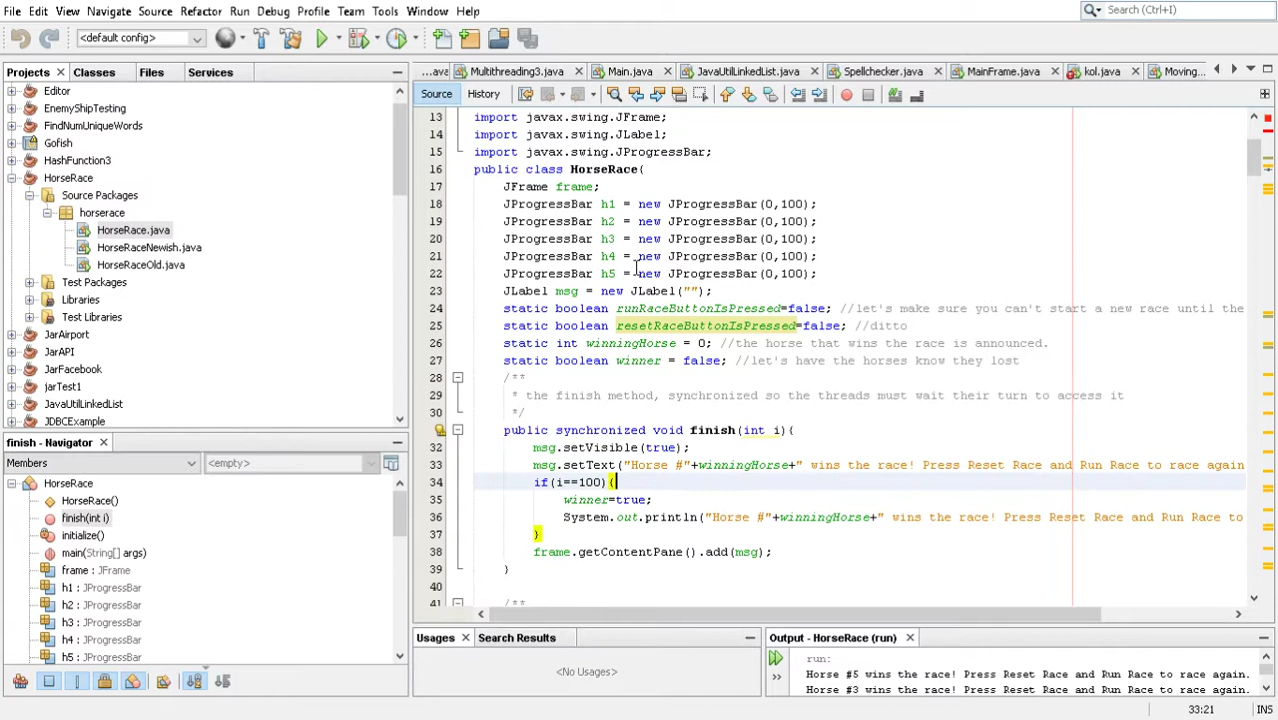 File Edit View Navigate Source Refactor Run Debug Profile Team Tools Window Help
Search (Ctrl+I)
<default config>
Projects Classes Files Services
Editor
EnemyShipTesting
FindNumUniqueWords
Gofish
HashFunction3
HorseRace
Source Packages
horserace
HorseRace.java
HorseRaceNewish.java
HorseRaceOld.java
Test Packages
Libraries
Test Libraries
JarAirport
JarAPI
JarFacebook
jarTest1
JavaUtilLinkedList
JDBCExample
finish - Navigator
Members <empty>
HorseRace
HorseRace()
finish(int i)
initialize()
main(String[] args)
frame : JFrame
h1 : JProgressBar
h2 : JProgressBar
h3 : JProgressBar
h4 : JProgressBar
h5 : JProgressBar
...ava Multithreading3.java Main.java JavaUtilLinkedList.java Spellchecker.java MainFrame.java kol.java Moving...
Source History
13 import javax.swing.JFrame;
14 import javax.swing.JLabel;
15 import javax.swing.JProgressBar;
16 public class HorseRace{
17 JFrame frame;
18 JProgressBar h1 = new JProgressBar(0,100);
19 JProgressBar h2 = new JProgressBar(0,100);
20 JProgressBar h3 = new JProgressBar(0,100);
21 JProgressBar h4 = new JProgressBar(0,100);
22 JProgressBar h5 = new JProgressBar(0,100);
23 JLabel msg = new JLabel("");
24 static boolean runRaceButtonIsPressed=false; //let's make sure you can't start a new race until the
25 static boolean resetRaceButtonIsPressed=false; //ditto
26 static int winningHorse = 0; //the horse that wins the race is announced.
27 static boolean winner = false; //let's have the horses know they lost
28 /**
29 * the finish method, synchronized so the threads must wait their turn to access it
30 */
public synchronized void finish(int i){
32 msg.setVisible(true);
33 msg.setText("Horse #"+winningHorse+" wins the race! Press Reset Race and Run Race to race again
34 if(i==100){
35 winner=true;
36 System.out.println("Horse #"+winningHorse+" wins the race! Press Reset Race and Run Race to
37 }
38 frame.getContentPane().add(msg);
39 }
40
41 /**
Usages Search Results
<No Usages>
Output - HorseRace (run)
run:
Horse #5 wins the race! Press Reset Race and Run Race to race again.
Horse #3 wins the race! Press Reset Race and Run Race to race again.
33:21 INS